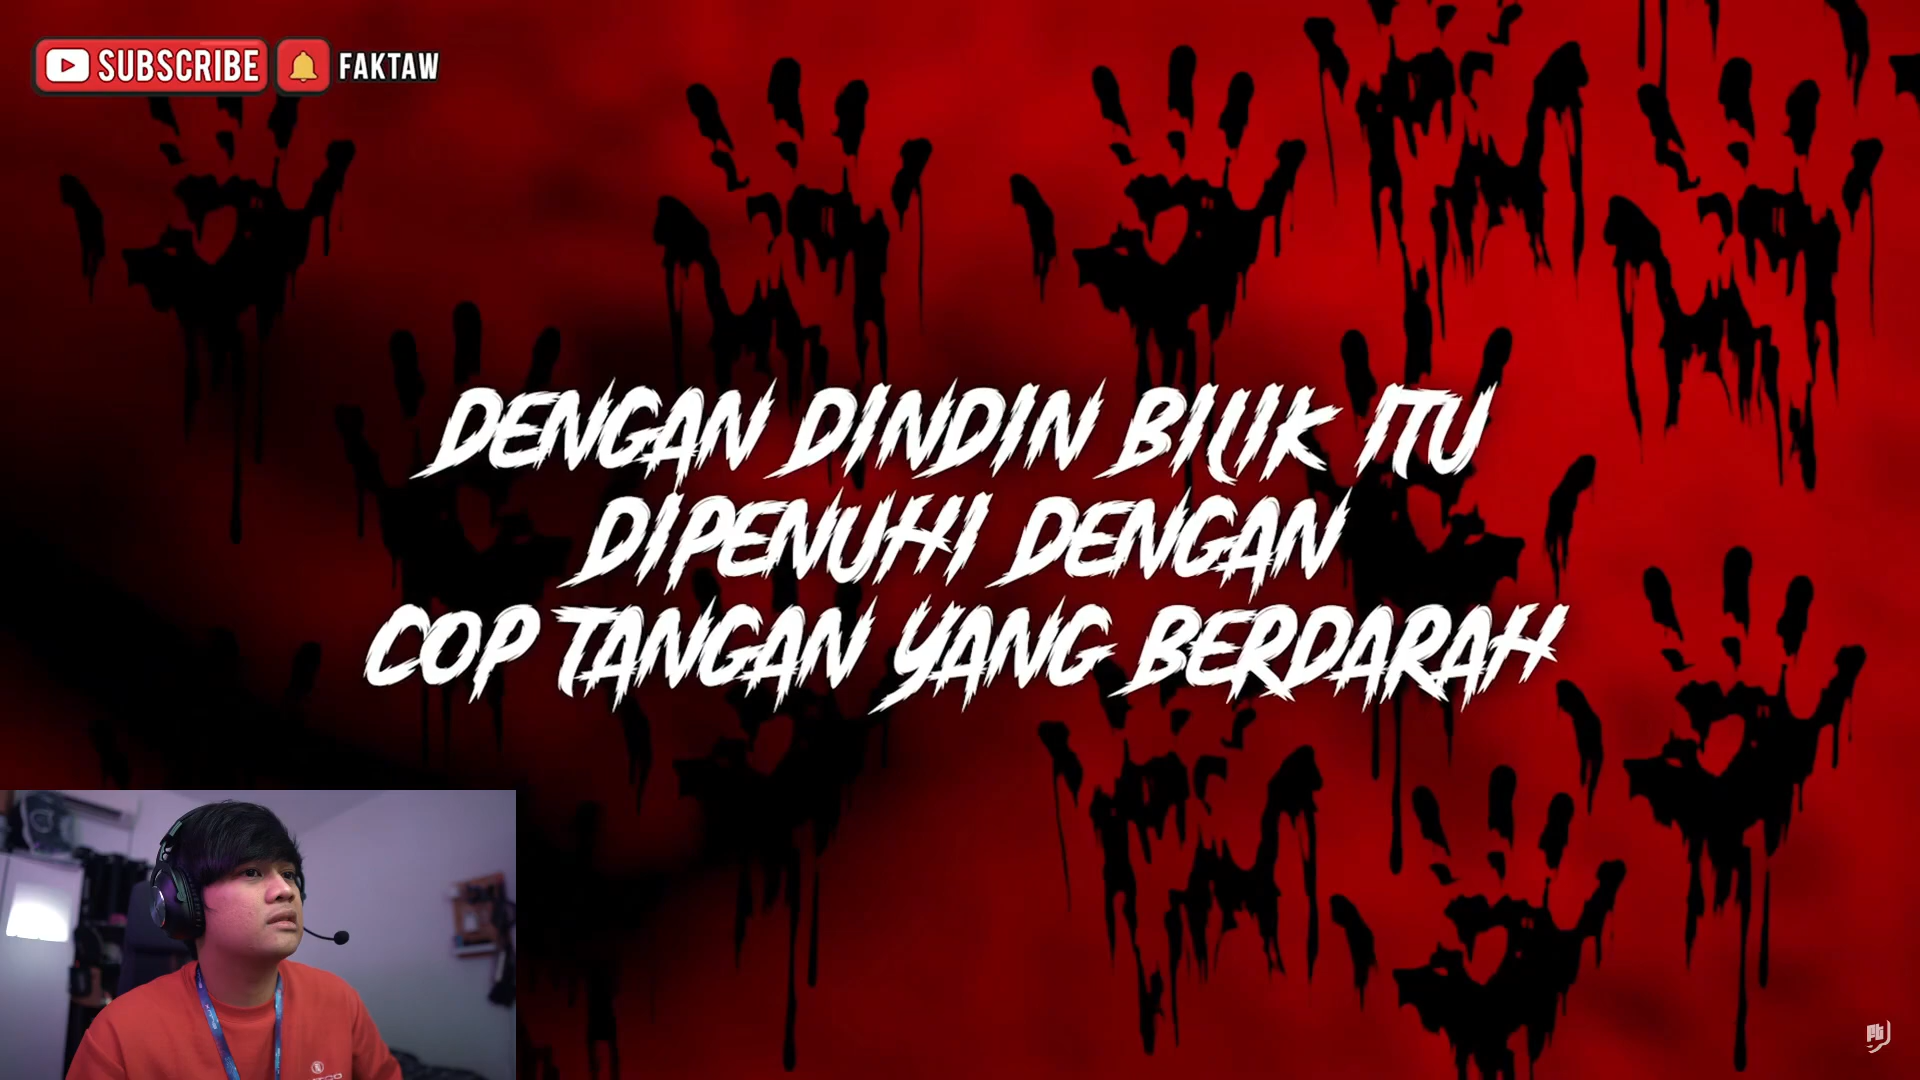 SUBSCRIBE FAKTAW
DENGAN DINDIN BILIK ITU
DIPENUHI DENGAN
COP TANGAN YANG BERDARAH